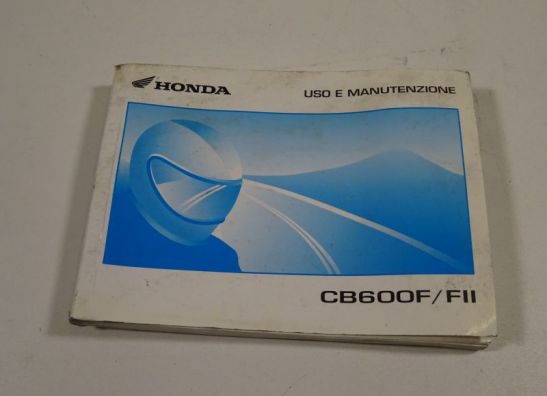 HONDA
USO E MANUTENZIONE
CB600F/FII